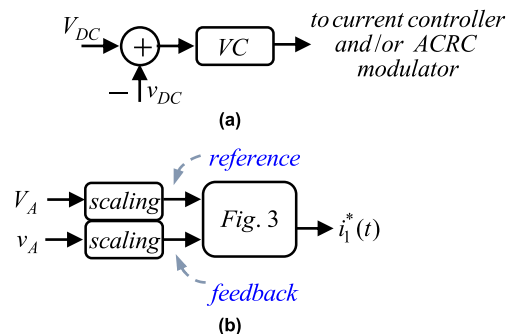 V_DC
+
VC
to current controller
and/or ACRC
modulator
− v_DC
(a)
reference
V_A scaling
Fig. 3
i_1^*(t)
v_A scaling
feedback
(b)